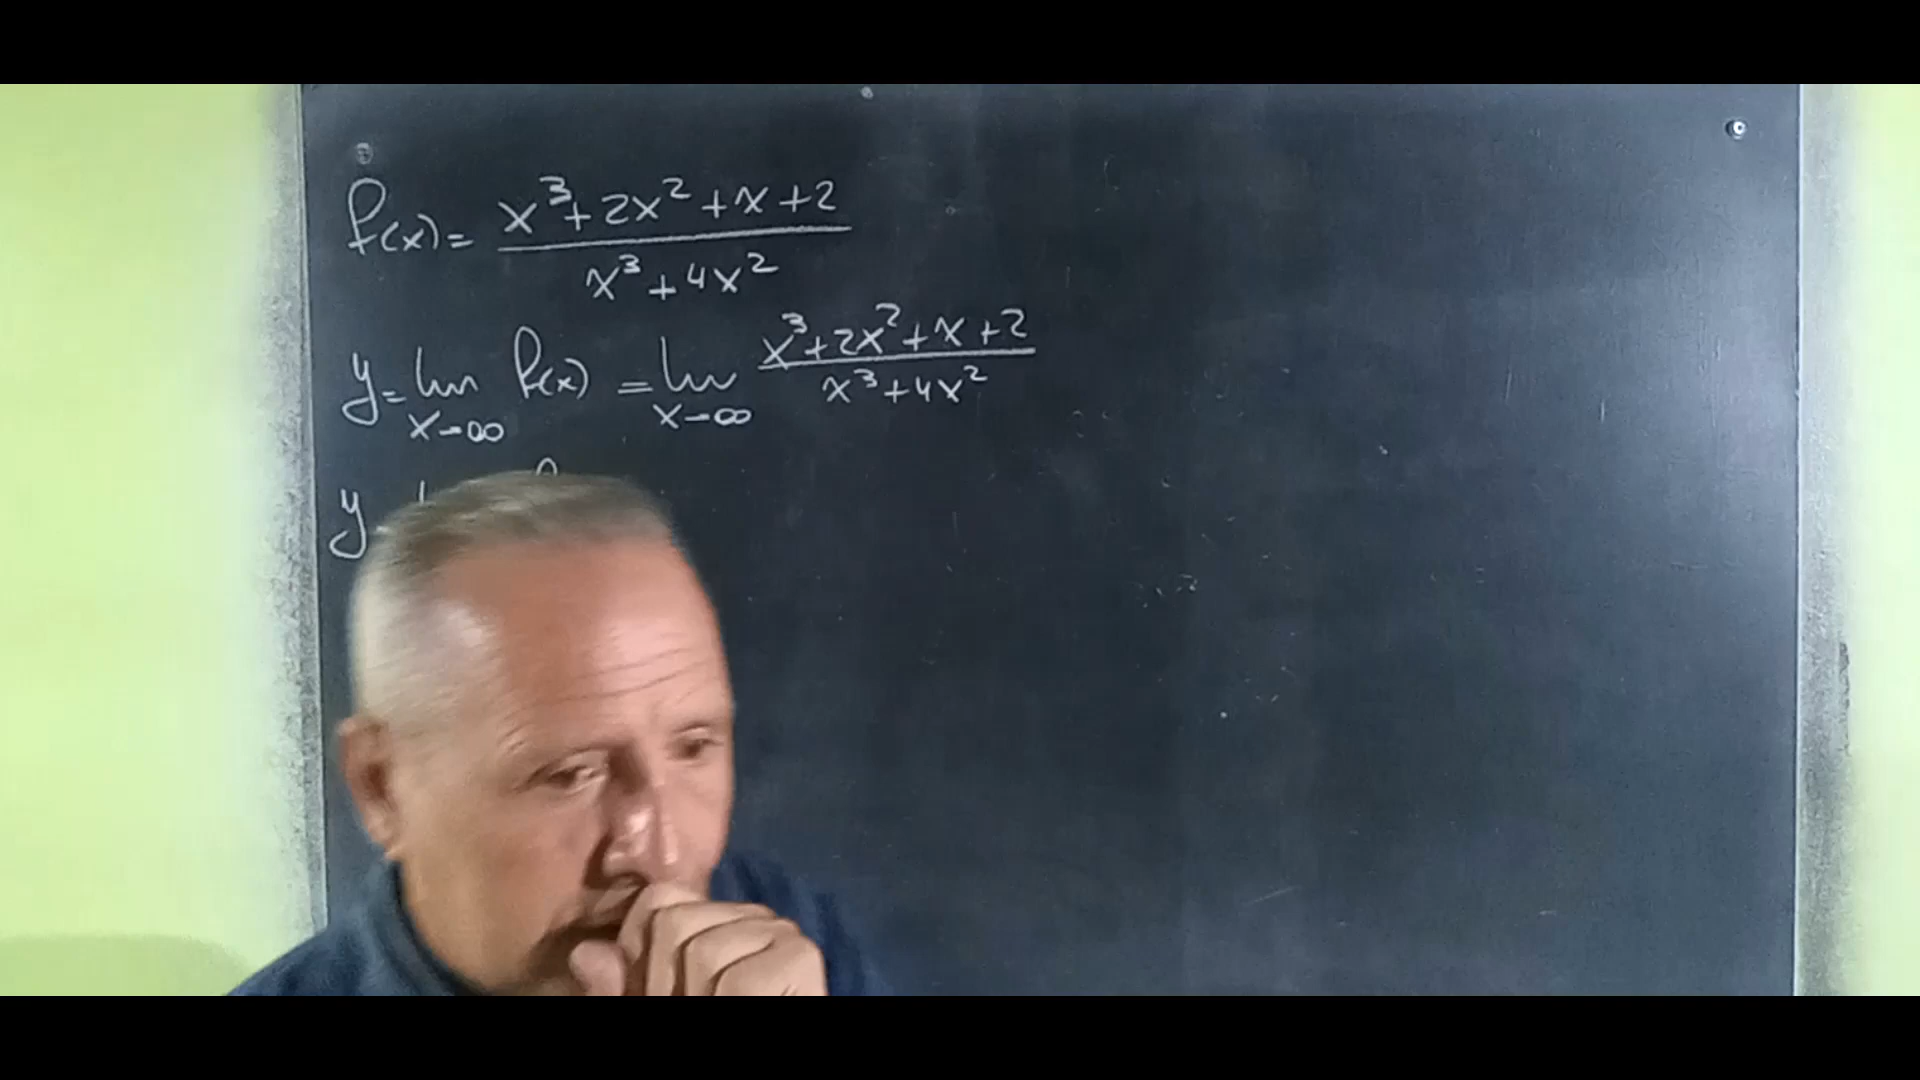 f(x) = x³+2x²+x+2 / x³+4x²
y = lim x→∞ f(x) = lim x→∞ x³+2x²+x+2 / x³+4x²
y